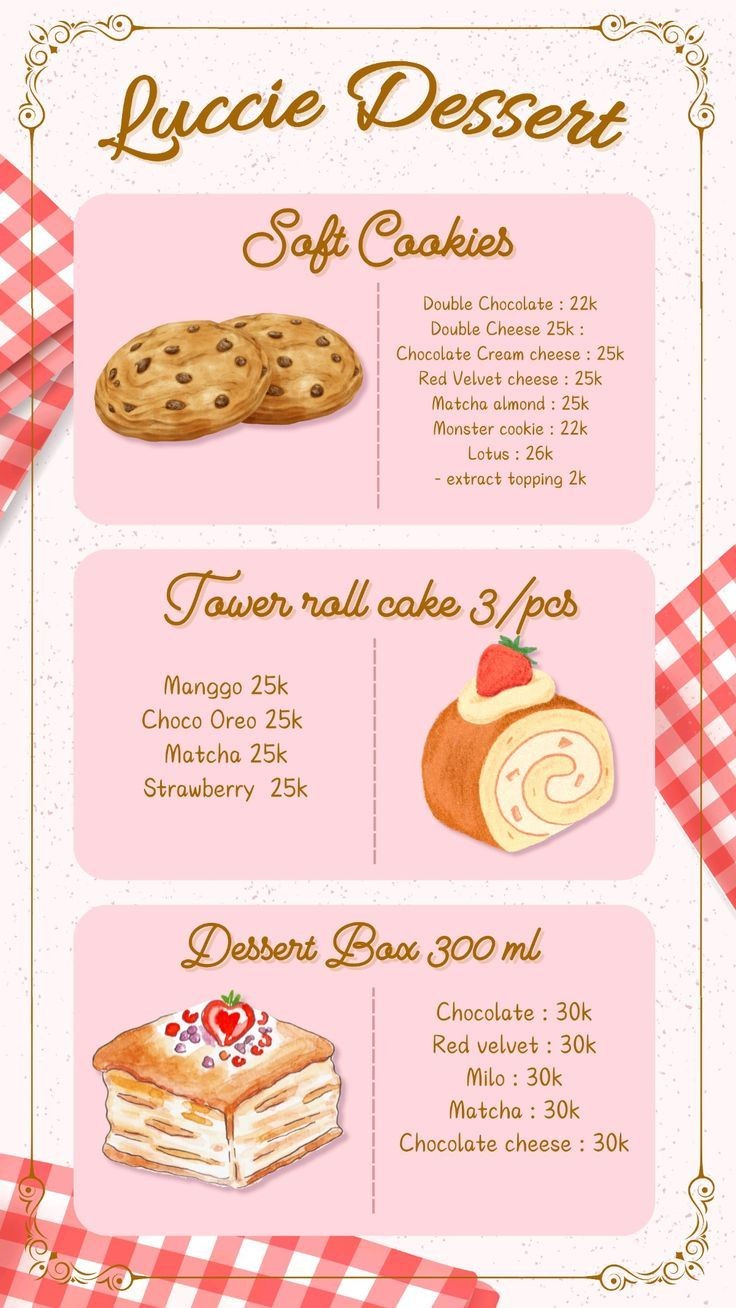 Luccie Dessert
Soft Cookies
Double Chocolate : 22k
Double Cheese 25k :
Chocolate Cream cheese : 25k
Red Velvet cheese : 25k
Matcha almond : 25k
Monster cookie : 22k
Lotus : 26k
- extract topping 2k
Tower roll cake 3/pcs
Manggo 25k
Choco Oreo 25k
Matcha 25k
Strawberry 25k
Dessert Box 300 ml
Chocolate : 30k
Red velvet : 30k
Milo : 30k
Matcha : 30k
Chocolate cheese : 30k